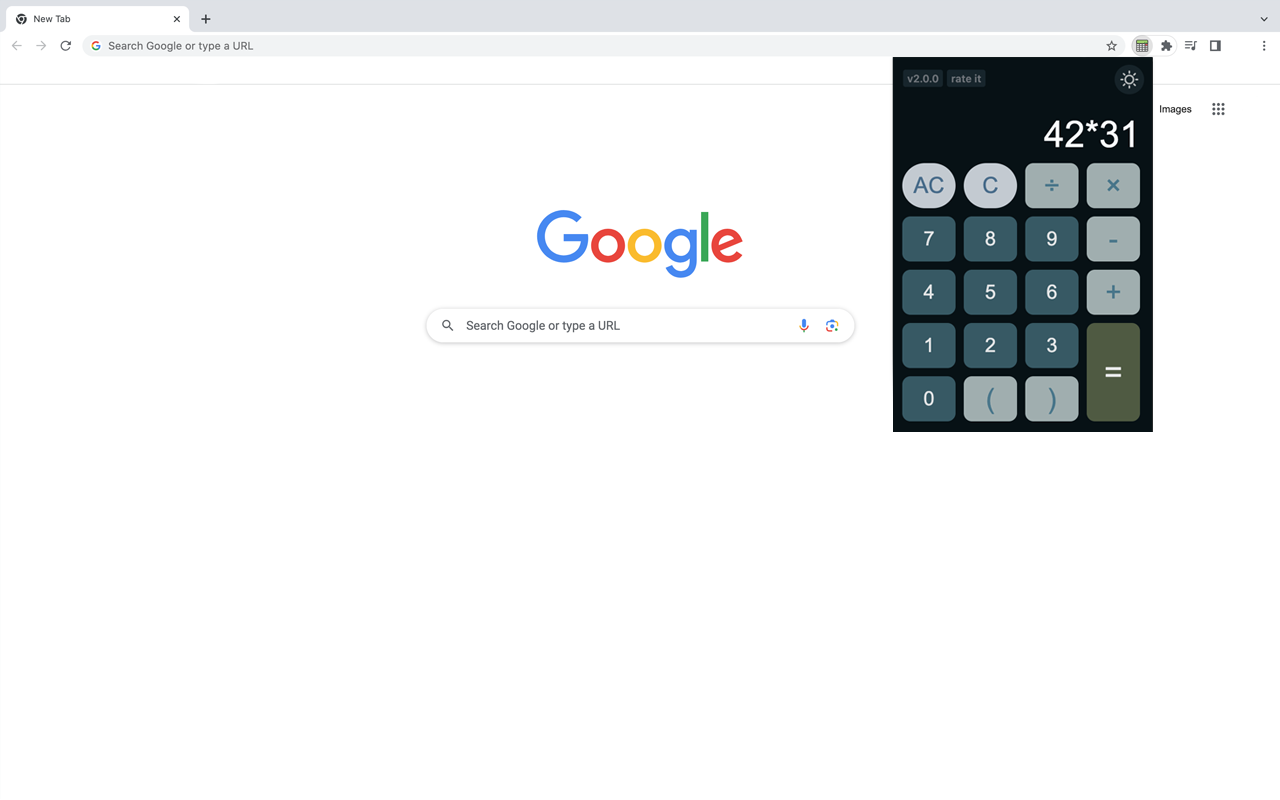 New Tab
Search Google or type a URL
v2.0.0 rate it
Images
42*31
AC C ÷ ×
Google
7 8 9 -
4 5 6 +
Search Google or type a URL
1 2 3
=
0 ( )